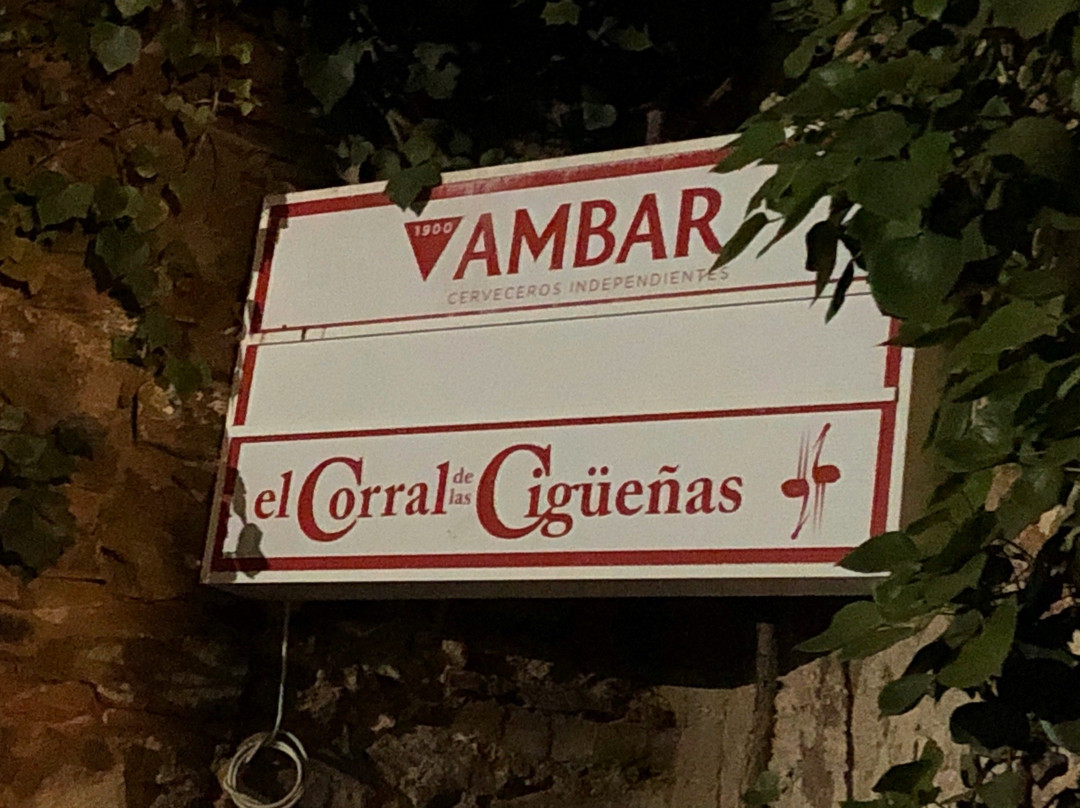 1900
AMBAR
CERVECEROS INDEPENDIENTES
el Corral de las Cigüeñas